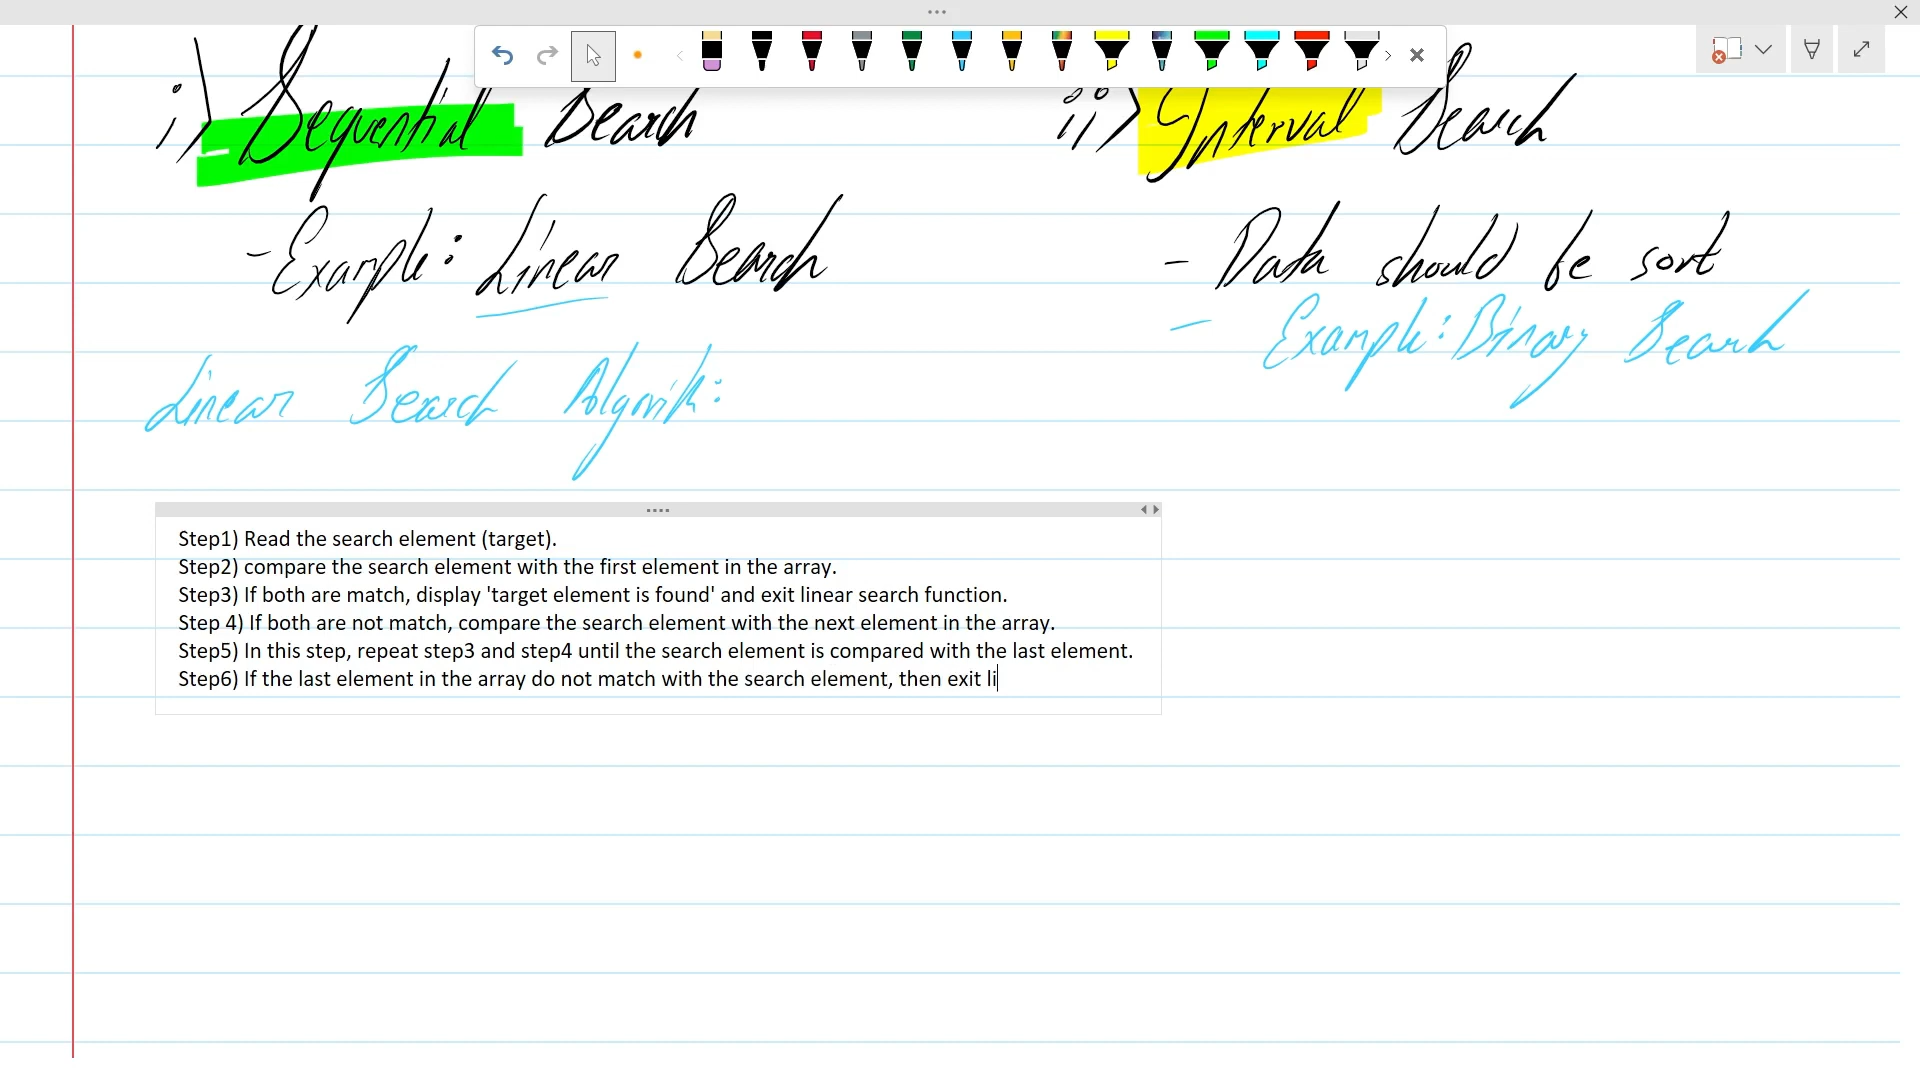 i) Sequential Search
ii) Interval Search
- Example: Linear Search
- Data should be sort
- Example: Binary Search
Linear Search Algorith:
Step1) Read the search element (target).
Step2) compare the search element with the first element in the array.
Step3) If both are match, display 'target element is found' and exit linear search function.
Step 4) If both are not match, compare the search element with the next element in the array.
Step5) In this step, repeat step3 and step4 until the search element is compared with the last element.
Step6) If the last element in the array do not match with the search element, then exit li